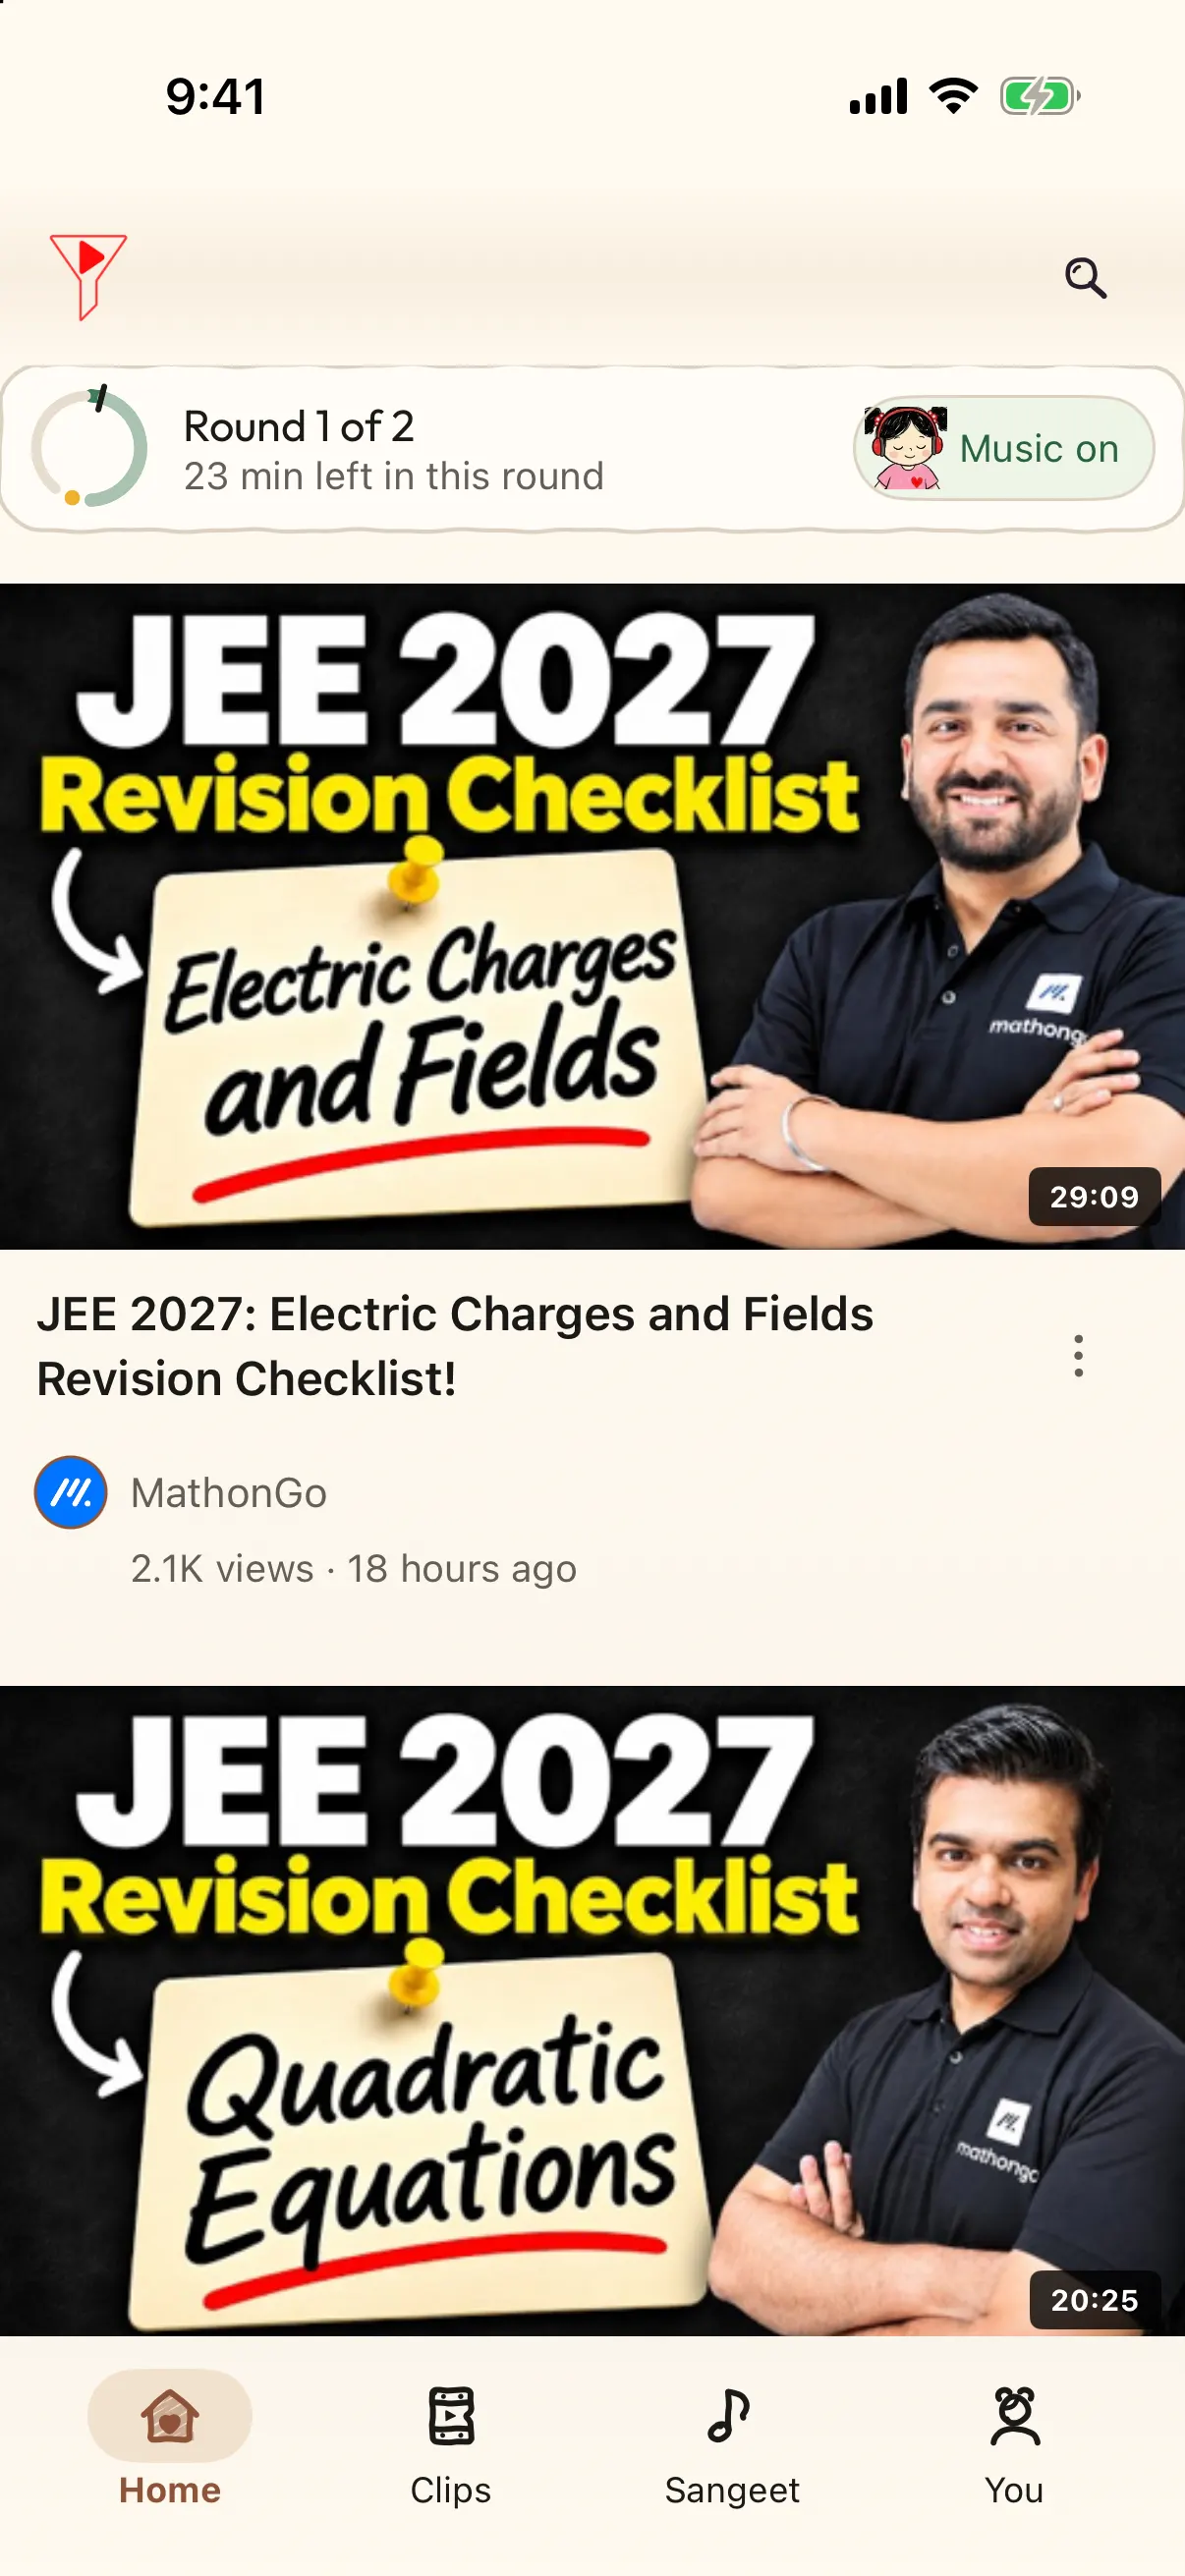 9:41
Round 1 of 2
23 min left in this round
Music on
JEE 2027
Revision Checklist
Electric Charges
and Fields
mathongo
29:09
JEE 2027: Electric Charges and Fields
Revision Checklist!
MathonGo
2.1K views · 18 hours ago
JEE 2027
Revision Checklist
Quadratic
Equations
mathongo
20:25
Home
Clips
Sangeet
You